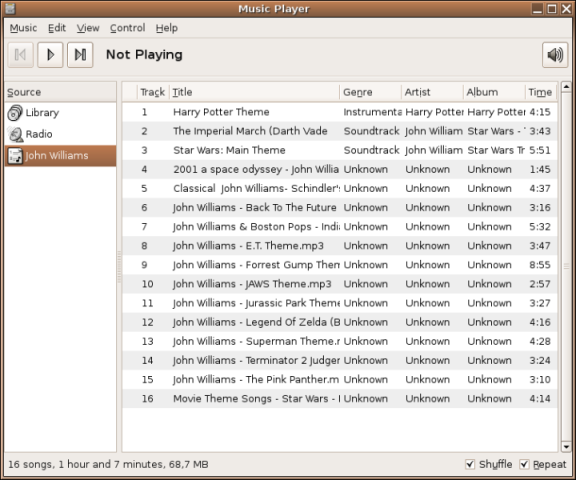 Music Player
Music Edit View Control Help
Not Playing
Source
Library
Radio
John Williams
Track Title Genre Artist Album Time
1 Harry Potter Theme Instrumenta Harry Potter Harry Potter 4:15
2 The Imperial March (Darth Vade Soundtrack John William Star Wars - 3:43
3 Star Wars: Main Theme Soundtrack John William Star Wars Tr 5:51
4 2001 a space odyssey - John Willia Unknown Unknown Unknown 1:45
5 Classical John Williams- Schindler's Unknown Unknown Unknown 4:37
6 John Williams - Back To The Future Unknown Unknown Unknown 3:16
7 John Williams & Boston Pops - Indi Unknown Unknown Unknown 5:32
8 John Williams - E.T. Theme.mp3 Unknown Unknown Unknown 3:47
9 John Williams - Forrest Gump Them Unknown Unknown Unknown 8:55
10 John Williams - JAWS Theme.mp3 Unknown Unknown Unknown 2:57
11 John Williams - Jurassic Park Theme Unknown Unknown Unknown 3:27
12 John Williams - Legend Of Zelda (B Unknown Unknown Unknown 4:16
13 John Williams - Superman Theme.r Unknown Unknown Unknown 4:28
14 John Williams - Terminator 2 Judger Unknown Unknown Unknown 3:24
15 John Williams - The Pink Panther.m Unknown Unknown Unknown 3:10
16 Movie Theme Songs - Star Wars - I Unknown Unknown Unknown 4:14
16 songs, 1 hour and 7 minutes, 68,7 MB
Shuffle Repeat